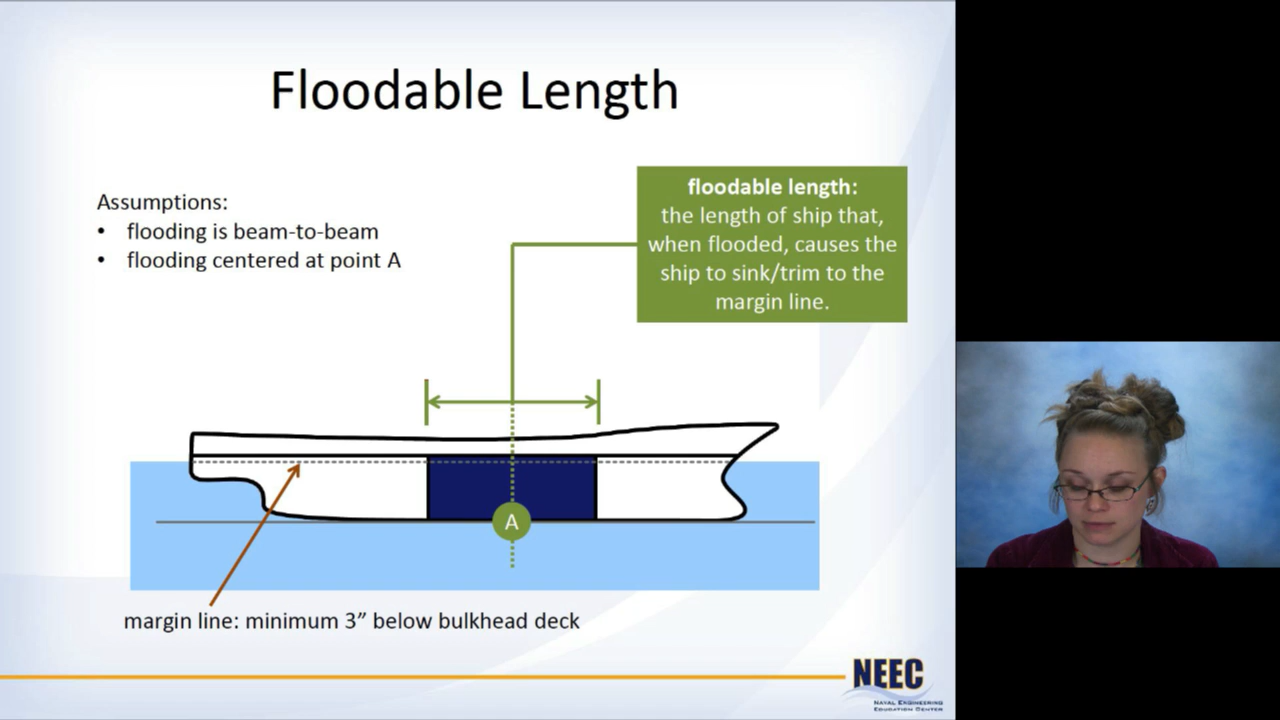 Floodable Length
Assumptions:
• flooding is beam-to-beam
• flooding centered at point A
floodable length:
the length of ship that,
when flooded, causes the
ship to sink/trim to the
margin line.
A
margin line: minimum 3” below bulkhead deck
NEEC
Naval Engineering
Education Center